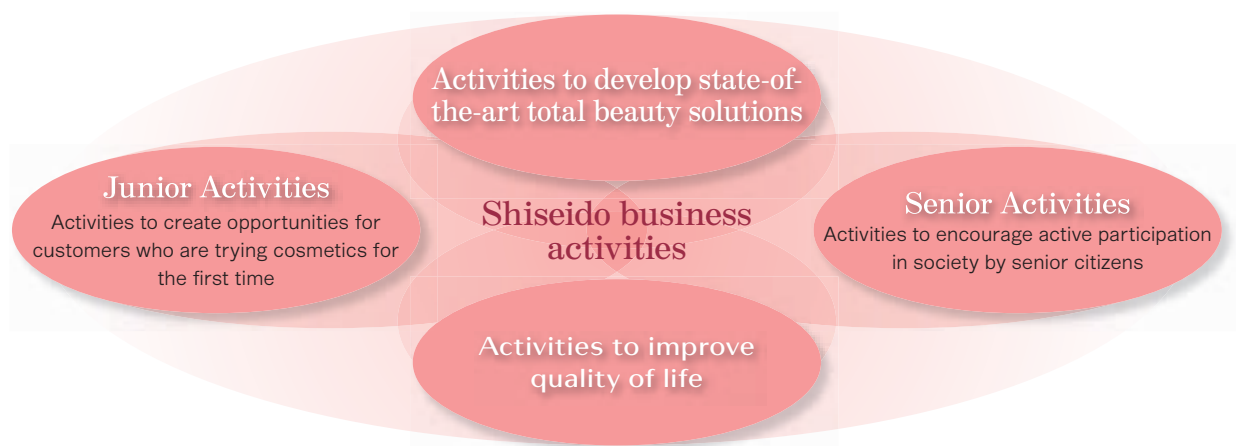 Activities to develop state-of-
the-art total beauty solutions
Junior Activities
Activities to create opportunities for
customers who are trying cosmetics for
the first time
Shiseido business
activities
Senior Activities
Activities to encourage active participation
in society by senior citizens
Activities to improve
quality of life